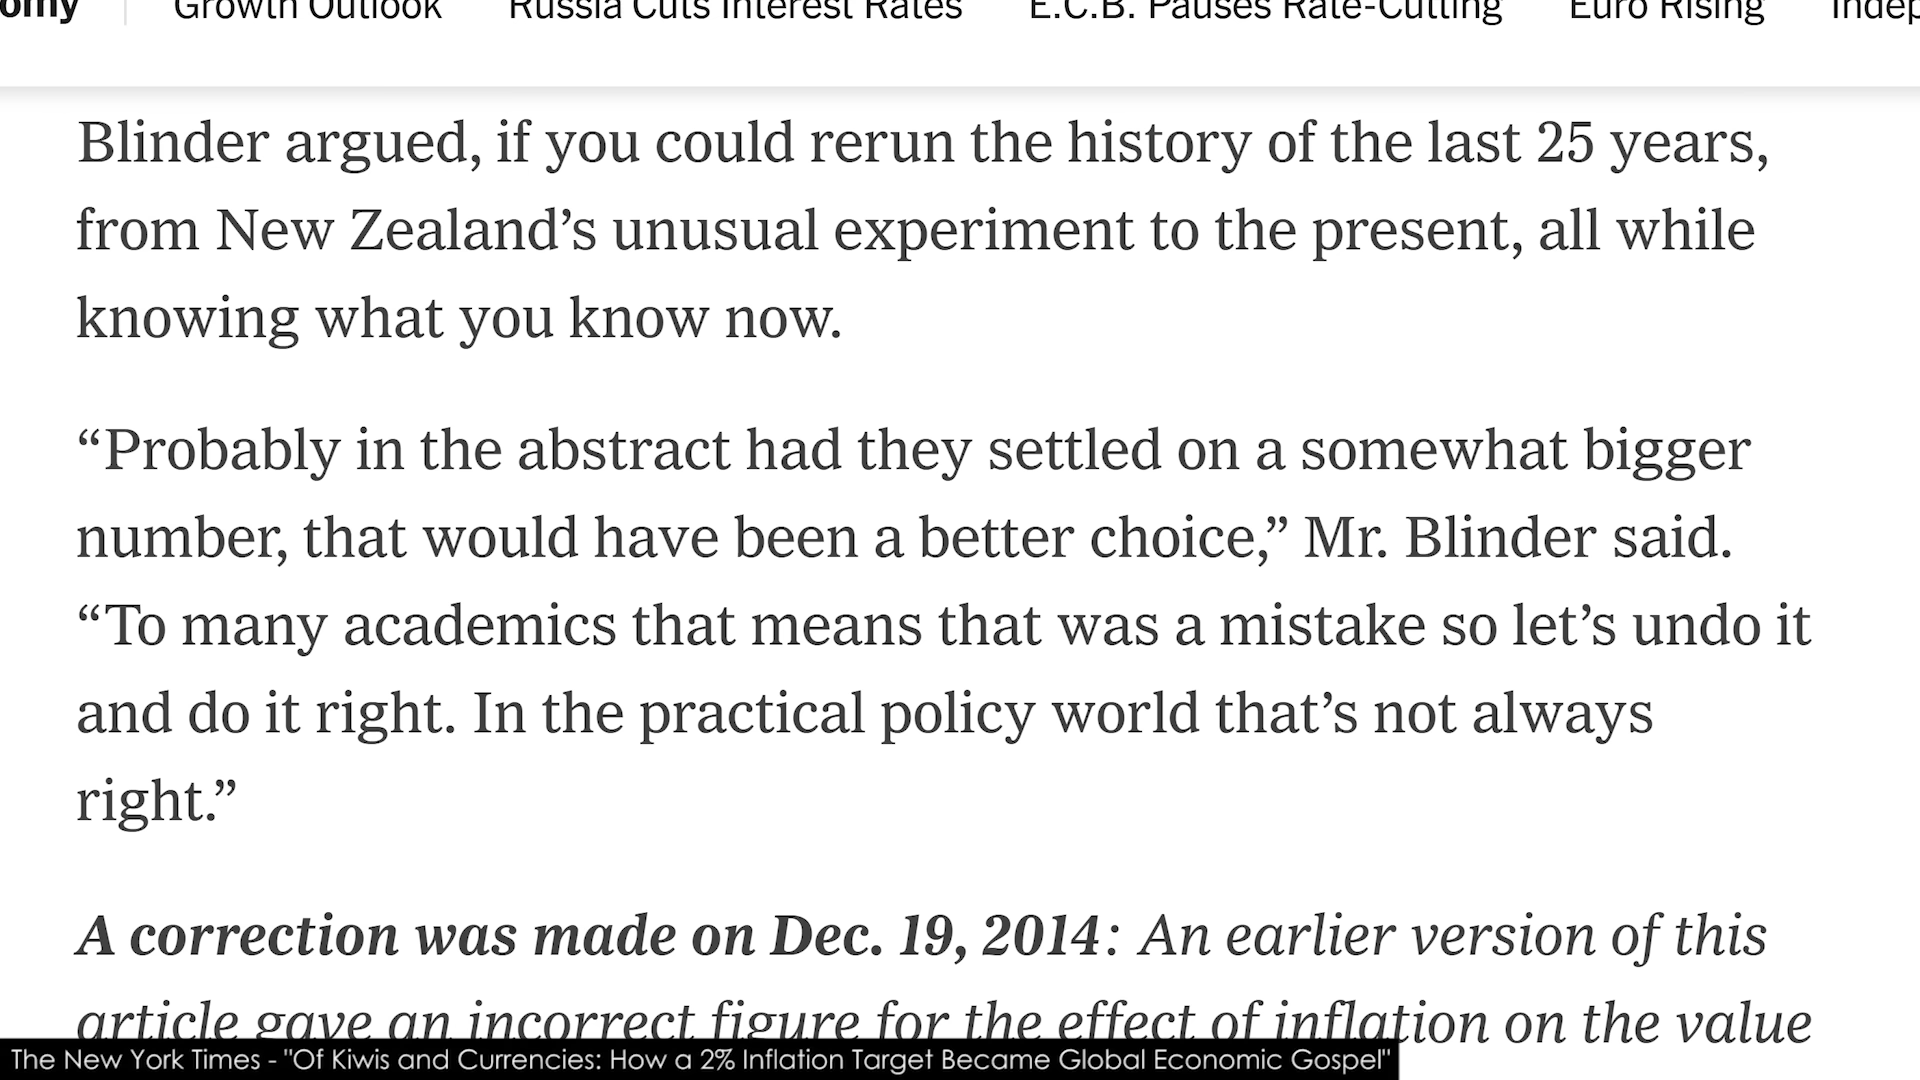 omy Growth Outlook Russia Cuts Interest Rates E.C.B. Pauses Rate-Cutting Euro Rising Indep
Blinder argued, if you could rerun the history of the last 25 years,
from New Zealand’s unusual experiment to the present, all while
knowing what you know now.
“Probably in the abstract had they settled on a somewhat bigger
number, that would have been a better choice,” Mr. Blinder said.
“To many academics that means that was a mistake so let’s undo it
and do it right. In the practical policy world that’s not always
right.”
A correction was made on Dec. 19, 2014: An earlier version of this
article gave an incorrect figure for the effect of inflation on the value
The New York Times - "Of Kiwis and Currencies: How a 2% Inflation Target Became Global Economic Gospel"